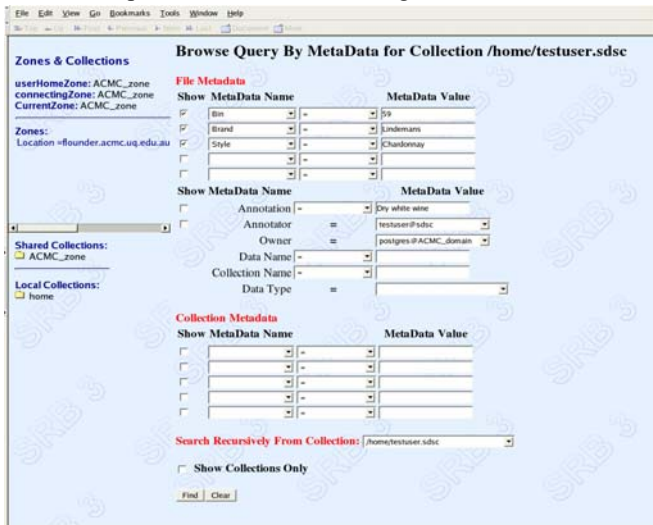 File Edit View Go Bookmarks Tools Window Help
Zones & Collections
userHomeZone: ACMC_zone
connectingZone: ACMC_zone
CurrentZone: ACMC_zone
Zones:
Location =flounder.acmc.uq.edu.au
Shared Collections:
ACMC_zone
Local Collections:
home
Browse Query By MetaData for Collection /home/testuser.sdsc
File Metadata
Show MetaData Name MetaData Value
Bin = 59
Brand = Lindemans
Style = Chardonnay
=
=
Show MetaData Name MetaData Value
Annotation = Dry white wine
Annotator = testuser@sdsc
Owner = postgres@ACMC_domain
Data Name =
Collection Name =
Data Type =
Collection Metadata
Show MetaData Name MetaData Value
=
=
=
=
=
Search Recursively From Collection: /home/testuser.sdsc
Show Collections Only
Find Clear
SRB 3